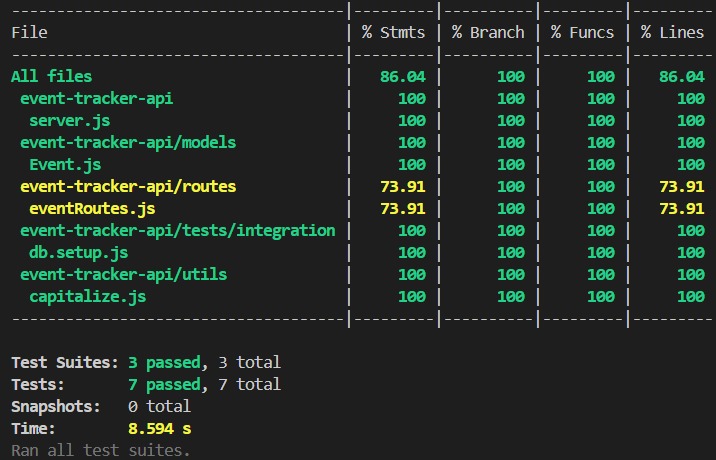 -------------------------------------|---------|----------|---------|---------
File                                 | % Stmts | % Branch | % Funcs | % Lines
-------------------------------------|---------|----------|---------|---------
All files                            |   86.04 |      100 |     100 |   86.04
 event-tracker-api                   |     100 |      100 |     100 |     100
  server.js                          |     100 |      100 |     100 |     100
 event-tracker-api/models            |     100 |      100 |     100 |     100
  Event.js                           |     100 |      100 |     100 |     100
 event-tracker-api/routes            |   73.91 |      100 |     100 |   73.91
  eventRoutes.js                     |   73.91 |      100 |     100 |   73.91
 event-tracker-api/tests/integration |     100 |      100 |     100 |     100
  db.setup.js                        |     100 |      100 |     100 |     100
 event-tracker-api/utils             |     100 |      100 |     100 |     100
  capitalize.js                      |     100 |      100 |     100 |     100
-------------------------------------|---------|----------|---------|---------
Test Suites: 3 passed, 3 total
Tests:       7 passed, 7 total
Snapshots:   0 total
Time:        8.594 s
Ran all test suites.